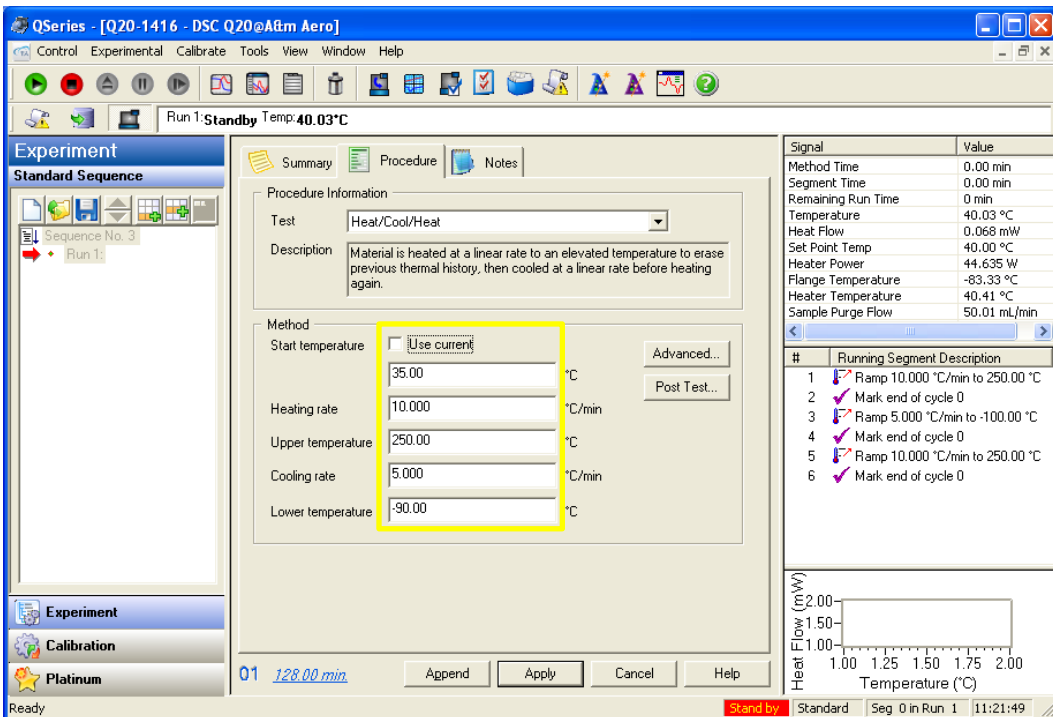 QSeries - [Q20-1416 - DSC Q20@A&m Aero]
Control Experimental Calibrate Tools View Window Help
Run 1:Standby Temp:40.03°C
Experiment
Standard Sequence
Sequence No. 3
Run 1:
Experiment
Calibration
Platinum
Summary Procedure Notes
Procedure Information
Test Heat/Cool/Heat
Description Material is heated at a linear rate to an elevated temperature to erase
previous thermal history, then cooled at a linear rate before heating
again.
Method
Start temperature Use current
35.00 °C
Heating rate 10.000 °C/min
Upper temperature 250.00 °C
Cooling rate 5.000 °C/min
Lower temperature -90.00 °C
Advanced...
Post Test...
01 128.00 min. Append Apply Cancel Help
Signal Value
Method Time 0.00 min
Segment Time 0.00 min
Remaining Run Time 0 min
Temperature 40.03 °C
Heat Flow 0.068 mW
Set Point Temp 40.00 °C
Heater Power 44.635 W
Flange Temperature -83.33 °C
Heater Temperature 40.41 °C
Sample Purge Flow 50.01 mL/min
# Running Segment Description
1 Ramp 10.000 °C/min to 250.00 °C
2 Mark end of cycle 0
3 Ramp 5.000 °C/min to -100.00 °C
4 Mark end of cycle 0
5 Ramp 10.000 °C/min to 250.00 °C
6 Mark end of cycle 0
Heat Flow (mW)
2.00
1.50
1.00
1.00 1.25 1.50 1.75 2.00
Temperature (°C)
Ready Stand by Standard Seg 0 in Run 1 11:21:49